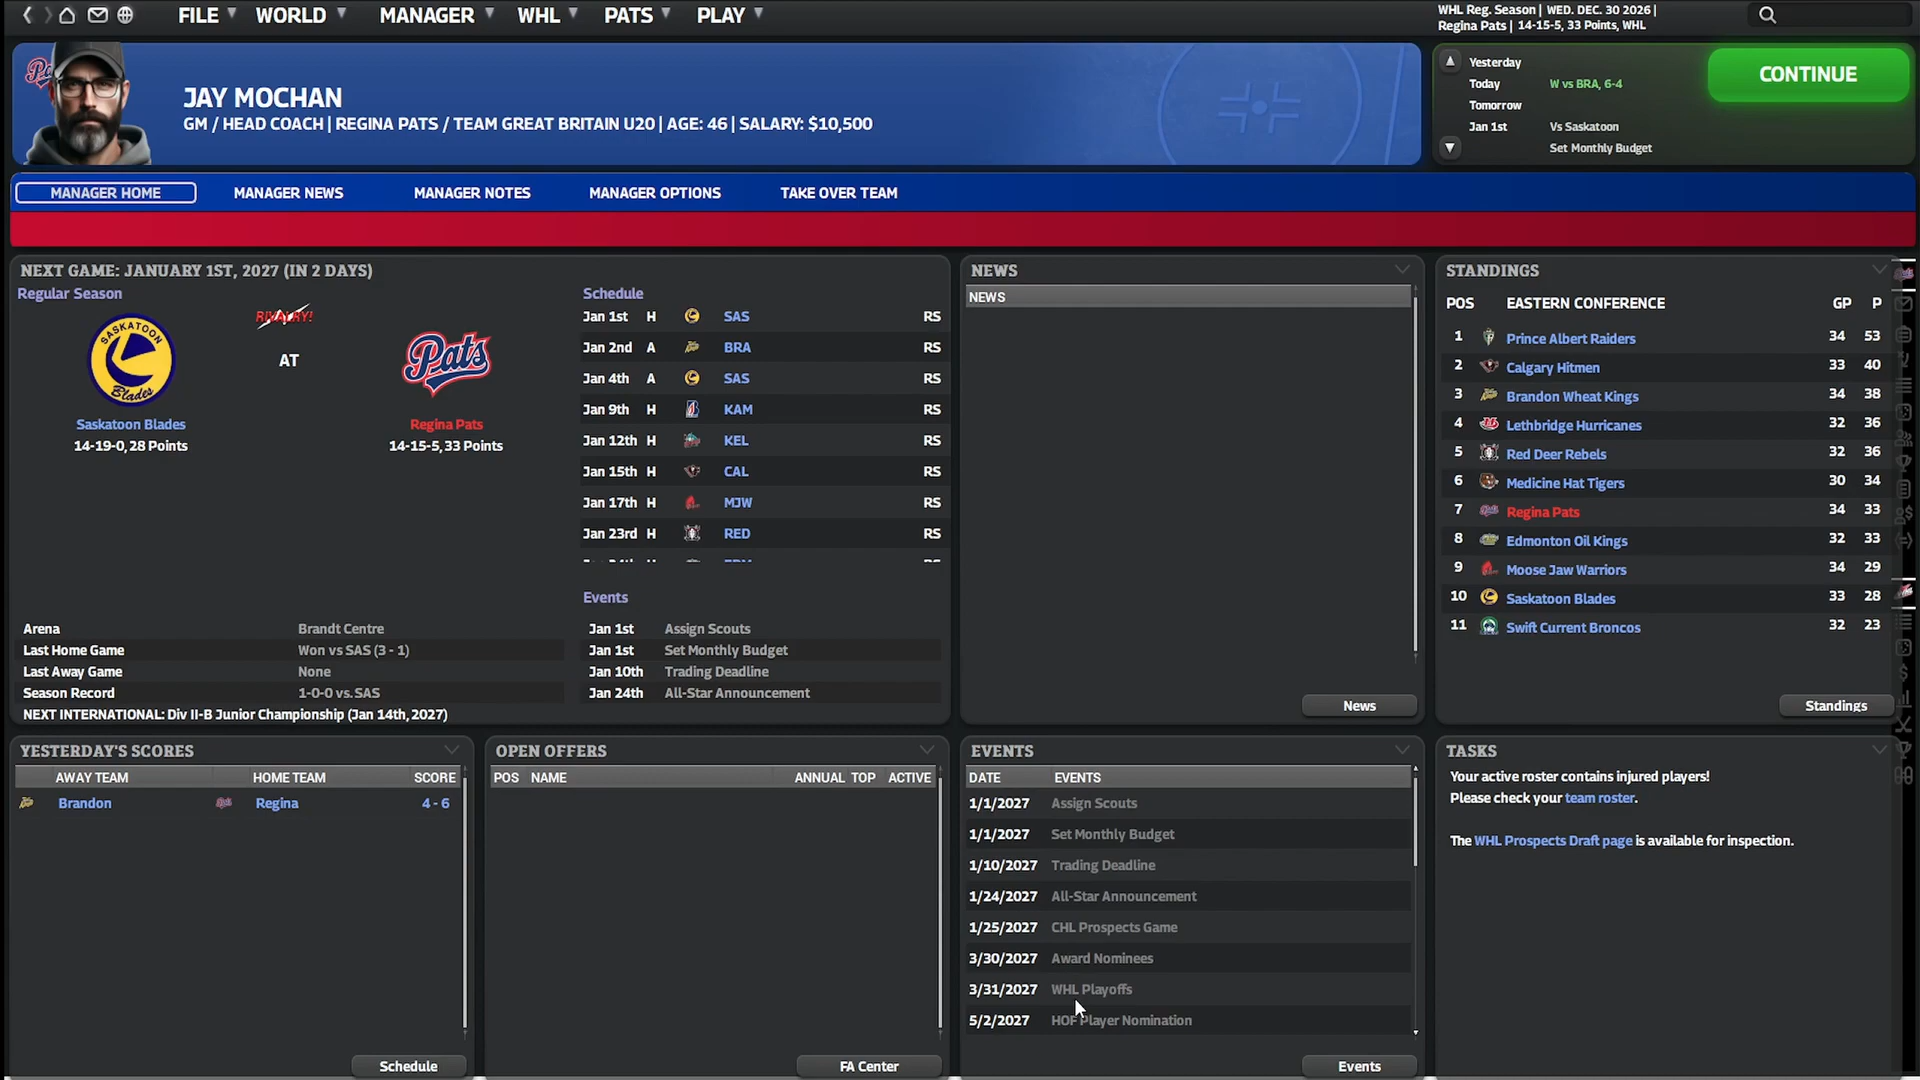 FILE WORLD MANAGER WHL PATS PLAY
WHL Reg. Season | WED. DEC. 30 2026 |
Regina Pats | 14-15-5, 33 Points, WHL
JAY MOCHAN
GM / HEAD COACH | REGINA PATS / TEAM GREAT BRITAIN U20 | AGE: 46 | SALARY: $10,500
Yesterday
Today W vs BRA, 6-4
Tomorrow
Jan 1st Vs Saskatoon
Set Monthly Budget
CONTINUE
MANAGER HOME MANAGER NEWS MANAGER NOTES MANAGER OPTIONS TAKE OVER TEAM
NEXT GAME: JANUARY 1ST, 2027 (IN 2 DAYS)
Regular Season
RIVALRY!
SASKATOON
Blades
AT
Pats
Saskatoon Blades
14-19-0, 28 Points
Regina Pats
14-15-5, 33 Points
Schedule
Jan 1st H SAS RS
Jan 2nd A BRA RS
Jan 4th A SAS RS
Jan 9th H KAM RS
Jan 12th H KEL RS
Jan 15th H CAL RS
Jan 17th H MJW RS
Jan 23rd H RED RS
Events
Jan 1st Assign Scouts
Jan 1st Set Monthly Budget
Jan 10th Trading Deadline
Jan 24th All-Star Announcement
Arena Brandt Centre
Last Home Game Won vs SAS (3 - 1)
Last Away Game None
Season Record 1-0-0 vs. SAS
NEXT INTERNATIONAL: Div II-B Junior Championship (Jan 14th, 2027)
NEWS
NEWS
News
STANDINGS
POS EASTERN CONFERENCE GP P
1 Prince Albert Raiders 34 53
2 Calgary Hitmen 33 40
3 Brandon Wheat Kings 34 38
4 Lethbridge Hurricanes 32 36
5 Red Deer Rebels 32 36
6 Medicine Hat Tigers 30 34
7 Regina Pats 34 33
8 Edmonton Oil Kings 32 33
9 Moose Jaw Warriors 34 29
10 Saskatoon Blades 33 28
11 Swift Current Broncos 32 23
Standings
YESTERDAY'S SCORES
AWAY TEAM HOME TEAM SCORE
Brandon Regina 4 - 6
Schedule
OPEN OFFERS
POS NAME ANNUAL TOP ACTIVE
FA Center
EVENTS
DATE EVENTS
1/1/2027 Assign Scouts
1/1/2027 Set Monthly Budget
1/10/2027 Trading Deadline
1/24/2027 All-Star Announcement
1/25/2027 CHL Prospects Game
3/30/2027 Award Nominees
3/31/2027 WHL Playoffs
5/2/2027 HOF Player Nomination
Events
TASKS
Your active roster contains injured players!
Please check your team roster.
The WHL Prospects Draft page is available for inspection.